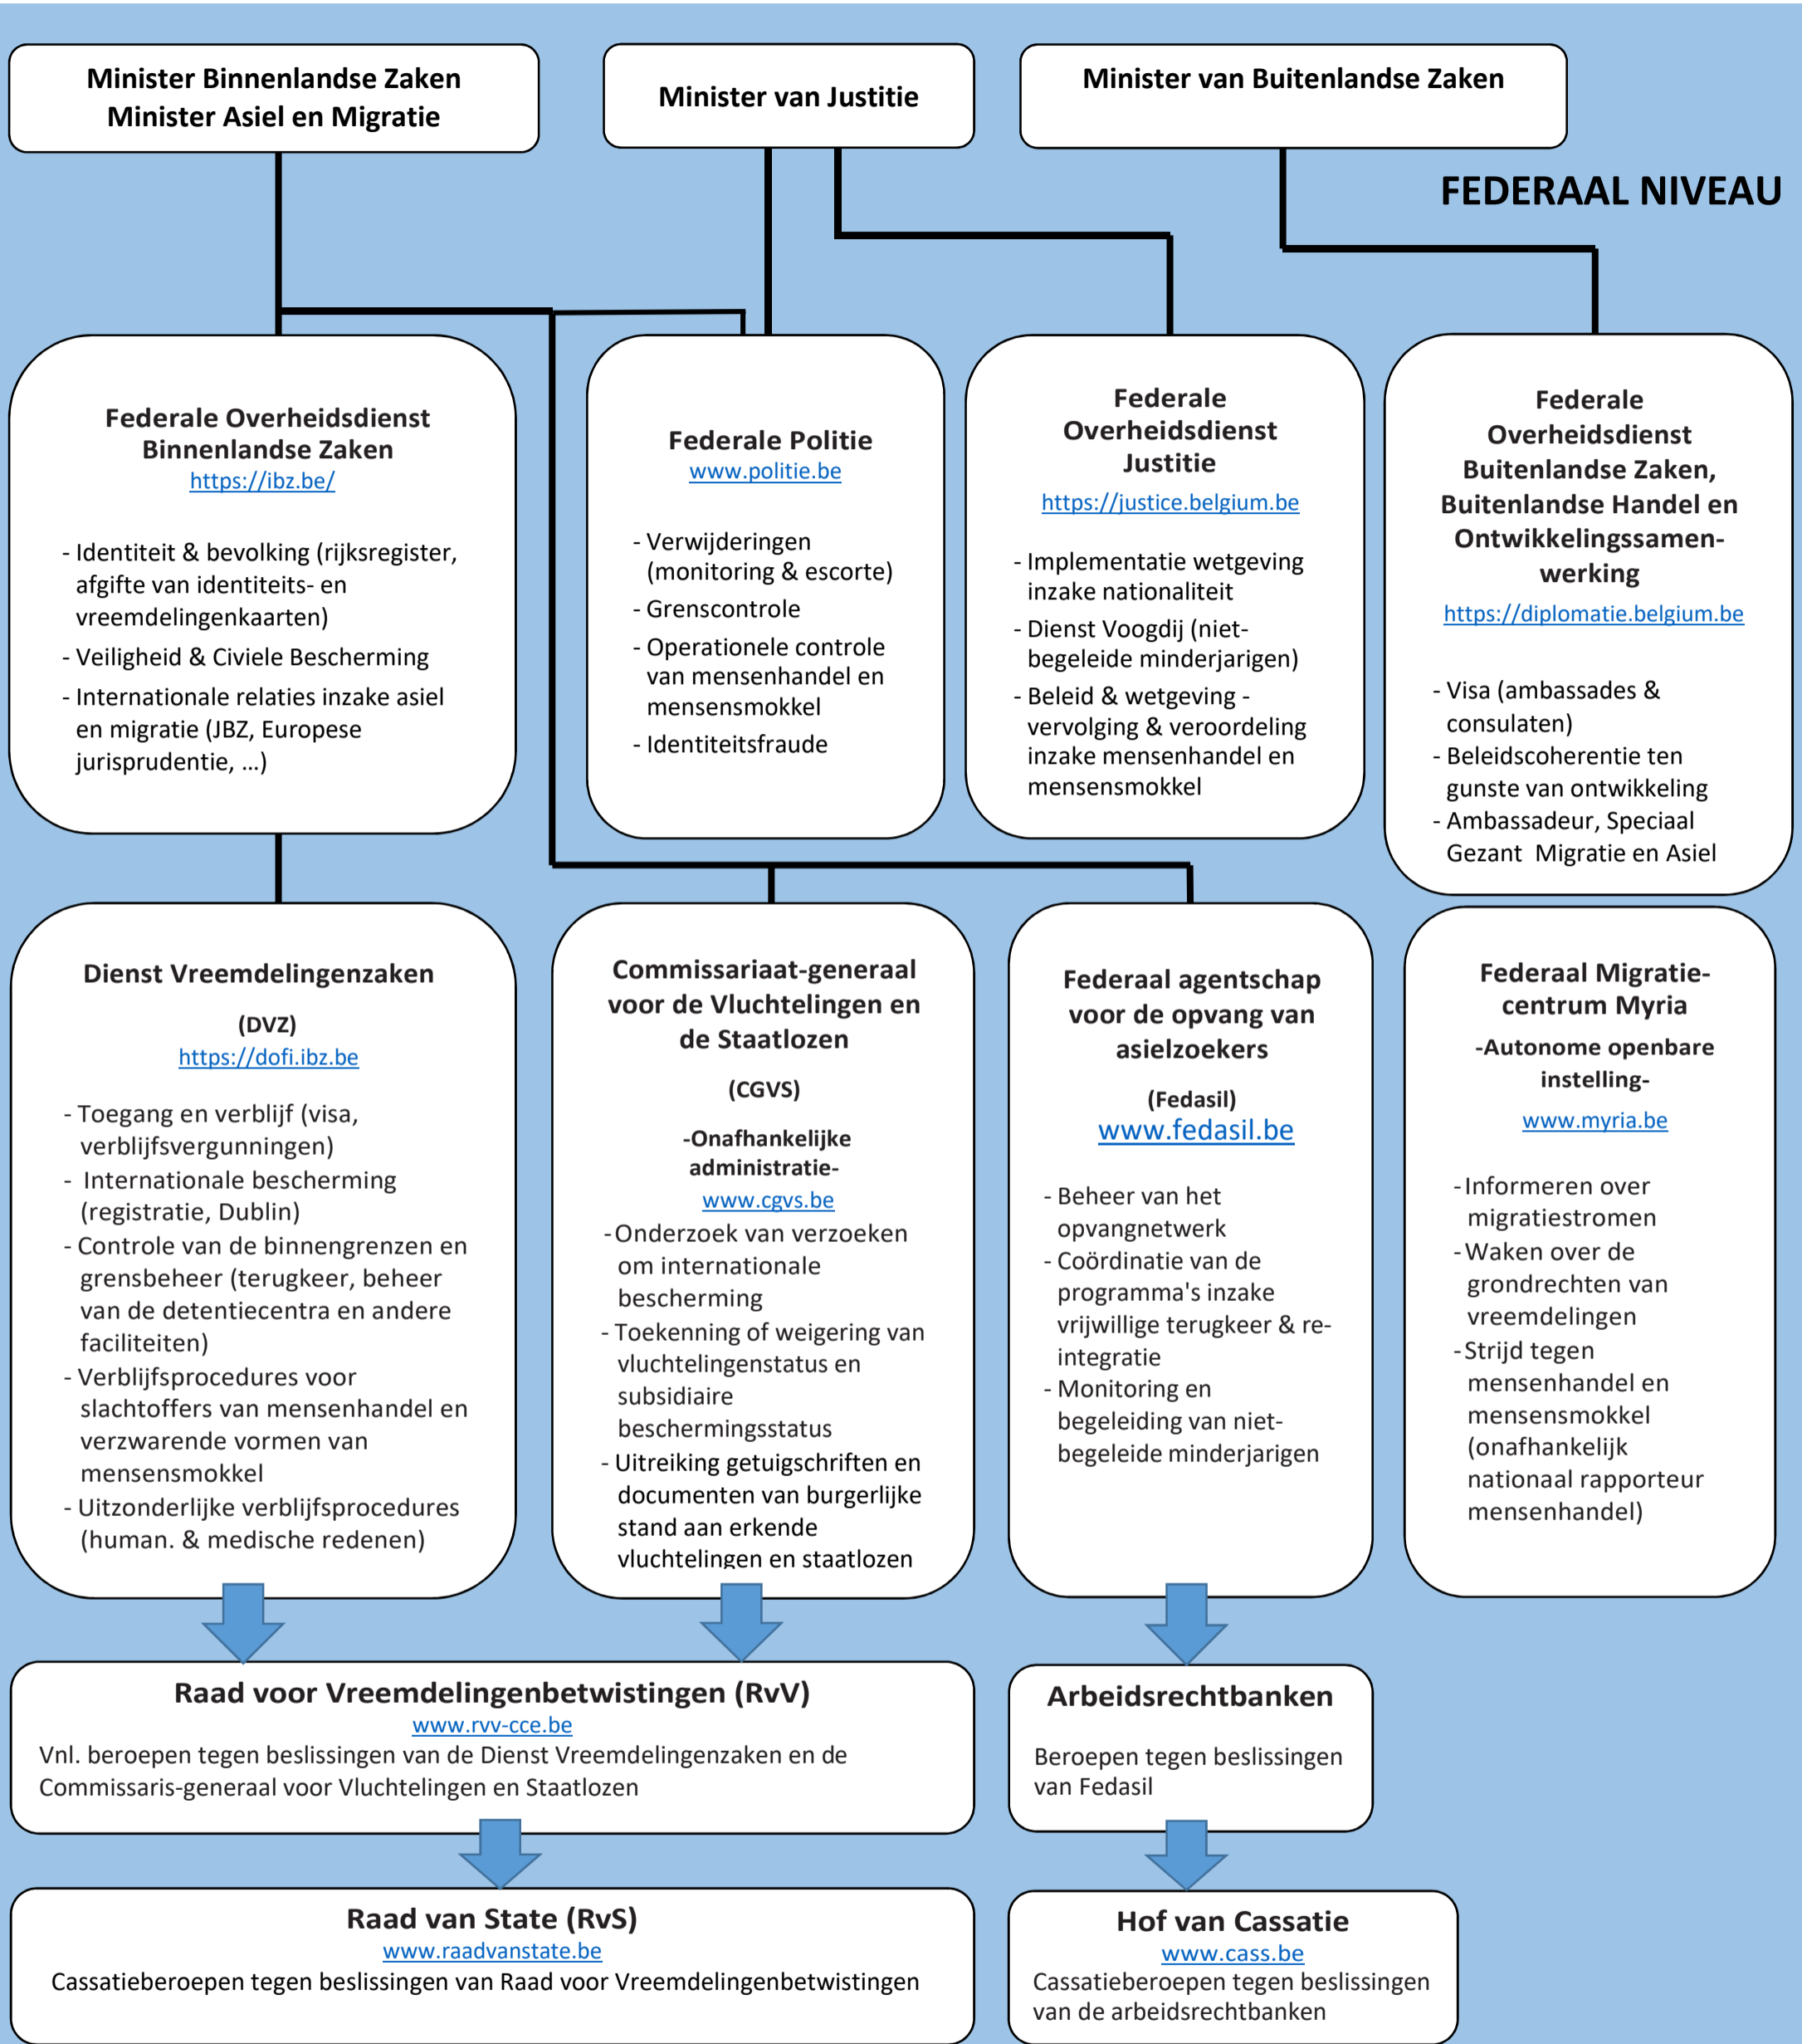 Minister Binnenlandse Zaken
Minister Asiel en Migratie
Minister van Justitie
Minister van Buitenlandse Zaken
FEDERAAL NIVEAU
Federale Overheidsdienst
Binnenlandse Zaken
https://ibz.be/
- Identiteit & bevolking (rijksregister,
afgifte van identiteits- en
vreemdelingenkaarten)
- Veiligheid & Civiele Bescherming
- Internationale relaties inzake asiel
en migratie (JBZ, Europese
jurisprudentie, ...)
Federale Politie
www.politie.be
- Verwijderingen
(monitoring & escorte)
- Grenscontrole
- Operationele controle
van mensenhandel en
mensensmokkel
- Identiteitsfraude
Federale
Overheidsdienst
Justitie
https://justice.belgium.be
- Implementatie wetgeving
inzake nationaliteit
- Dienst Voogdij (niet-
begeleide minderjarigen)
- Beleid & wetgeving -
vervolging & veroordeling
inzake mensenhandel en
mensensmokkel
Federale
Overheidsdienst
Buitenlandse Zaken,
Buitenlandse Handel en
Ontwikkelingssamen-
werking
https://diplomatie.belgium.be
- Visa (ambassades &
consulaten)
- Beleidscoherentie ten
gunste van ontwikkeling
- Ambassadeur, Speciaal
Gezant Migratie en Asiel
Dienst Vreemdelingenzaken
(DVZ)
https://dofi.ibz.be
- Toegang en verblijf (visa,
verblijfsvergunningen)
- Internationale bescherming
(registratie, Dublin)
- Controle van de binnengrenzen en
grensbeheer (terugkeer, beheer
van de detentiecentra en andere
faciliteiten)
- Verblijfsprocedures voor
slachtoffers van mensenhandel en
verzwarende vormen van
mensensmokkel
- Uitzonderlijke verblijfsprocedures
(human. & medische redenen)
Commissariaat-generaal
voor de Vluchtelingen en
de Staatlozen
(CGVS)
-Onafhankelijke
administratie-
www.cgvs.be
- Onderzoek van verzoeken
om internationale
bescherming
- Toekenning of weigering van
vluchtelingenstatus en
subsidiaire
beschermingsstatus
- Uitreiking getuigschriften en
documenten van burgerlijke
stand aan erkende
vluchtelingen en staatlozen
Federaal agentschap
voor de opvang van
asielzoekers
(Fedasil)
www.fedasil.be
- Beheer van het
opvangnetwerk
- Coördinatie van de
programma's inzake
vrijwillige terugkeer & re-
integratie
- Monitoring en
begeleiding van niet-
begeleide minderjarigen
Federaal Migratie-
centrum Myria
-Autonome openbare
instelling-
www.myria.be
- Informeren over
migratiestromen
- Waken over de
grondrechten van
vreemdelingen
- Strijd tegen
mensenhandel en
mensensmokkel
(onafhankelijk
nationaal rapporteur
mensenhandel)
Raad voor Vreemdelingenbetwistingen (RvV)
www.rvv-cce.be
Vnl. beroepen tegen beslissingen van de Dienst Vreemdelingenzaken en de
Commissaris-generaal voor Vluchtelingen en Staatlozen
Arbeidsrechtbanken
Beroepen tegen beslissingen
van Fedasil
Raad van State (RvS)
www.raadvanstate.be
Cassatieberoepen tegen beslissingen van Raad voor Vreemdelingenbetwistingen
Hof van Cassatie
www.cass.be
Cassatieberoepen tegen beslissingen
van de arbeidsrechtbanken